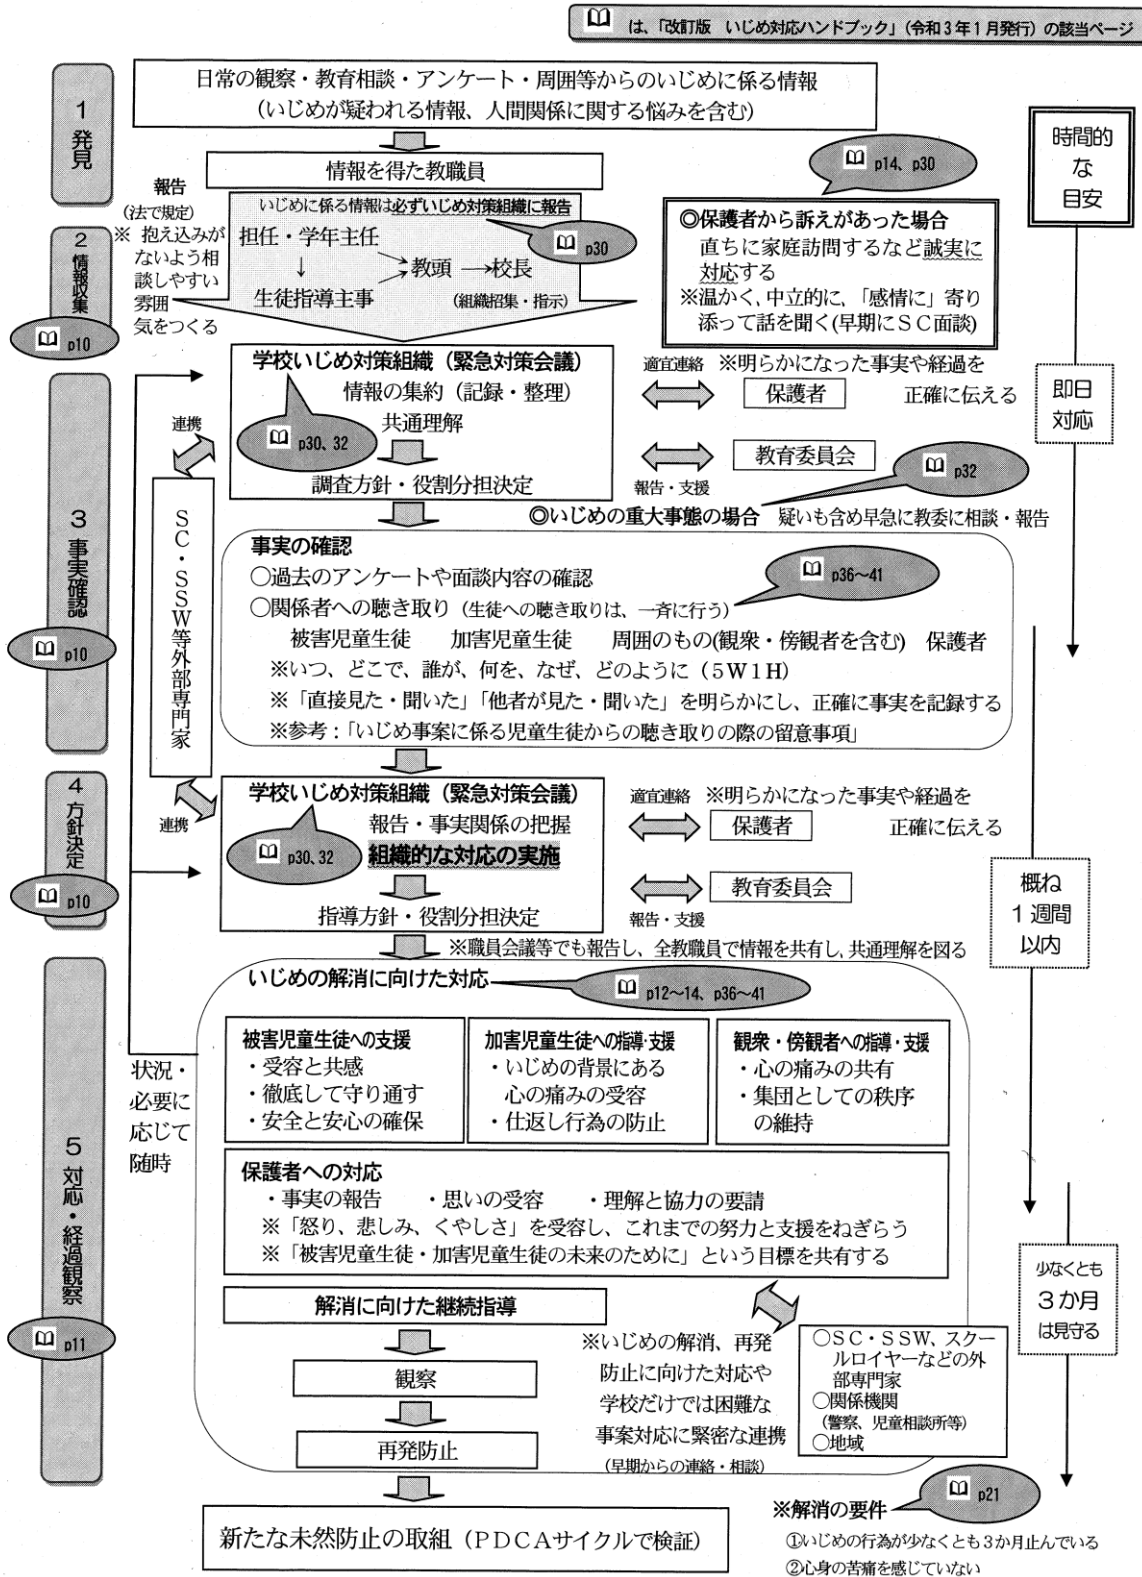 は、「改訂版　いじめ対応ハンドブック」（令和３年１月発行）の該当ページ
１　発見
日常の観察・教育相談・アンケート・周囲等からのいじめに係る情報
（いじめが疑われる情報、人間関係に関する悩みを含む）
時間的
な
目安
情報を得た教職員
p14、p30
報告
（法で規定）
※　抱え込みが
ないよう相
談しやすい
雰囲
気をつくる
いじめに係る情報は必ずいじめ対策組織に報告
p30
担任・学年主任
↓
→教頭　→校長
生徒指導主事
（組織招集・指示）
◎保護者から訴えがあった場合
直ちに家庭訪問するなど誠実に
対応する
※温かく、中立的に、「感情に」寄り
添って話を聞く(早期にＳＣ面談)
２　情報収集
p10
学校いじめ対策組織（緊急対策会議）
情報の集約（記録・整理）
共通理解
p30、32
調査方針・役割分担決定
適宜連絡　※明らかになった事実や経過を
保護者　正確に伝える
教育委員会
報告・支援
p32
即日
対応
連携
ＳＣ・ＳＳＷ等外部専門家
連携
◎いじめの重大事態の場合　疑いも含め早急に教委に相談・報告
３　事実確認
p10
事実の確認
○過去のアンケートや面談内容の確認
p36～41
○関係者への聴き取り（生徒への聴き取りは、一斉に行う）
被害児童生徒　　加害児童生徒　　周囲のもの(観衆・傍観者を含む)　保護者
※いつ、どこで、誰が、何を、なぜ、どのように（５Ｗ１Ｈ）
※「直接見た・聞いた」「他者が見た・聞いた」を明らかにし、正確に事実を記録する
※参考：「いじめ事案に係る児童生徒からの聴き取りの際の留意事項」
４　方針決定
p10
学校いじめ対策組織（緊急対策会議）
報告・事実関係の把握
p30、32
組織的な対応の実施
指導方針・役割分担決定
適宜連絡　※明らかになった事実や経過を
保護者　正確に伝える
教育委員会
報告・支援
概ね
１週間
以内
※職員会議等でも報告し、全教職員で情報を共有し、共通理解を図る
５　対応・経過観察
p11
状況・
必要に
応じて
随時
いじめの解消に向けた対応
p12～14、p36～41
被害児童生徒への支援
・受容と共感
・徹底して守り通す
・安全と安心の確保
加害児童生徒への指導・支援
・いじめの背景にある
心の痛みの受容
・仕返し行為の防止
観衆・傍観者への指導・支援
・心の痛みの共有
・集団としての秩序
の維持
保護者への対応
・事実の報告　　・思いの受容　　・理解と協力の要請
※「怒り、悲しみ、くやしさ」を受容し、これまでの努力と支援をねぎらう
※「被害児童生徒・加害児童生徒の未来のために」という目標を共有する
少なくとも
３か月
は見守る
解消に向けた継続指導
観察
再発防止
※いじめの解消、再発
防止に向けた対応や
学校だけでは困難な
事案対応に緊密な連携
（早期からの連絡・相談）
○ＳＣ・ＳＳＷ、スクー
ルロイヤーなどの外
部専門家
○関係機関
（警察、児童相談所等）
○地域
新たな未然防止の取組（ＰＤＣＡサイクルで検証）
p21
※解消の要件
①いじめの行為が少なくとも３か月止んでいる
②心身の苦痛を感じていない